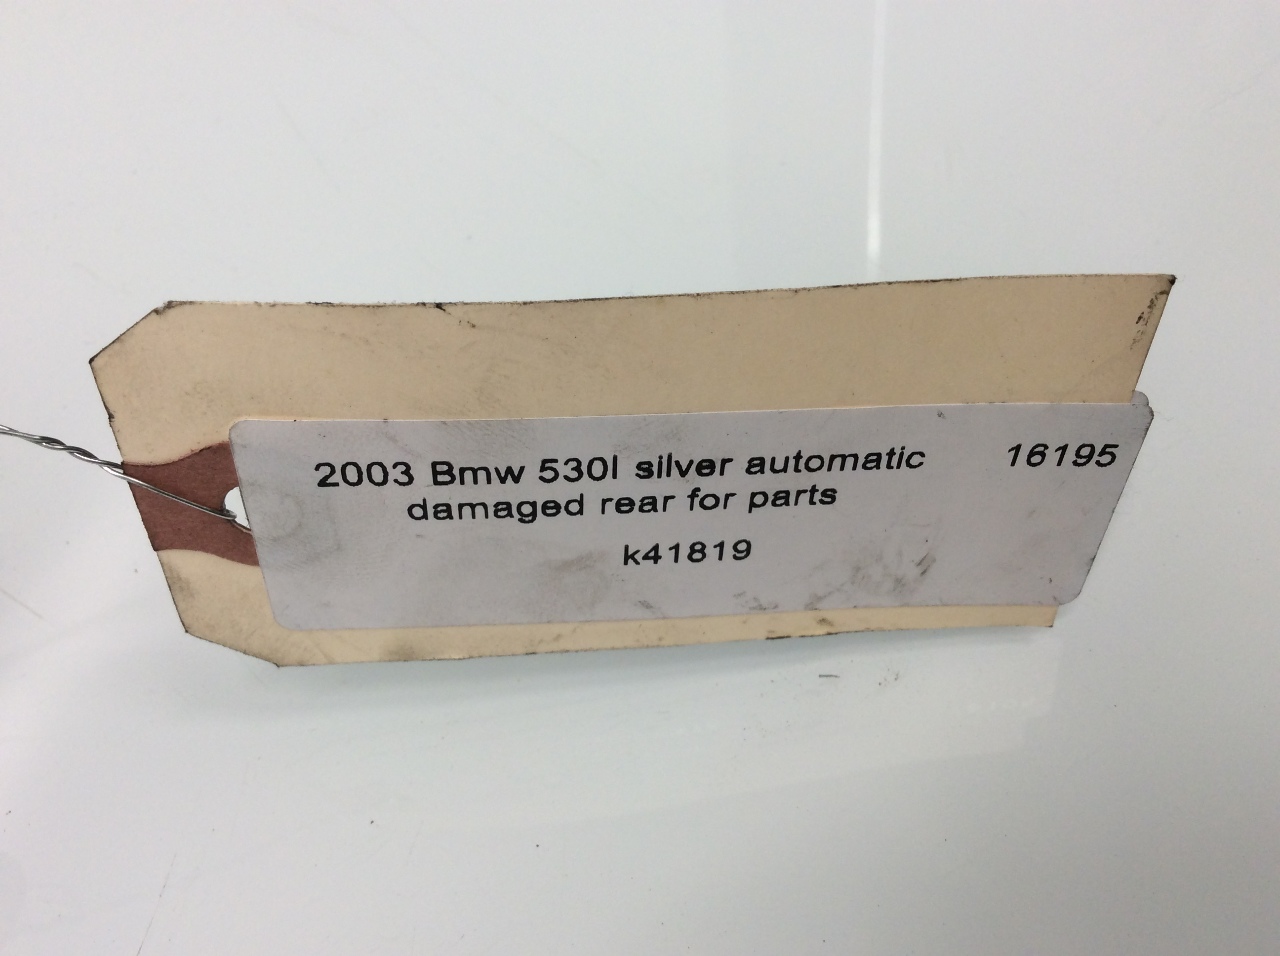 2003 Bmw 530I silver automatic 16195
damaged rear for parts
k41819